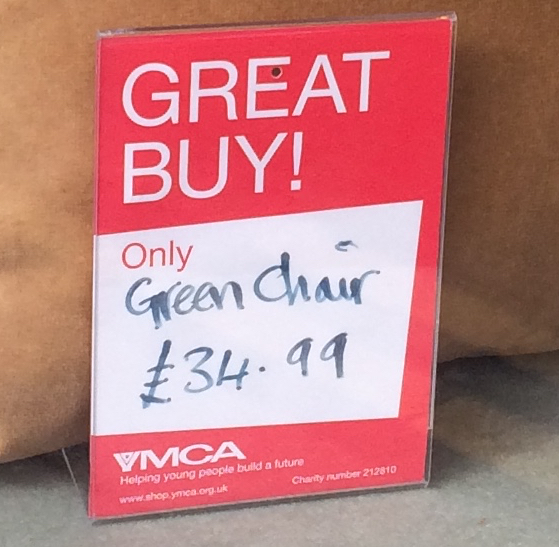 GREAT
BUY!
Only
Green Chair
£34.99
YMCA
Helping young people build a future
www.shop.ymca.org.uk
Charity number 212810